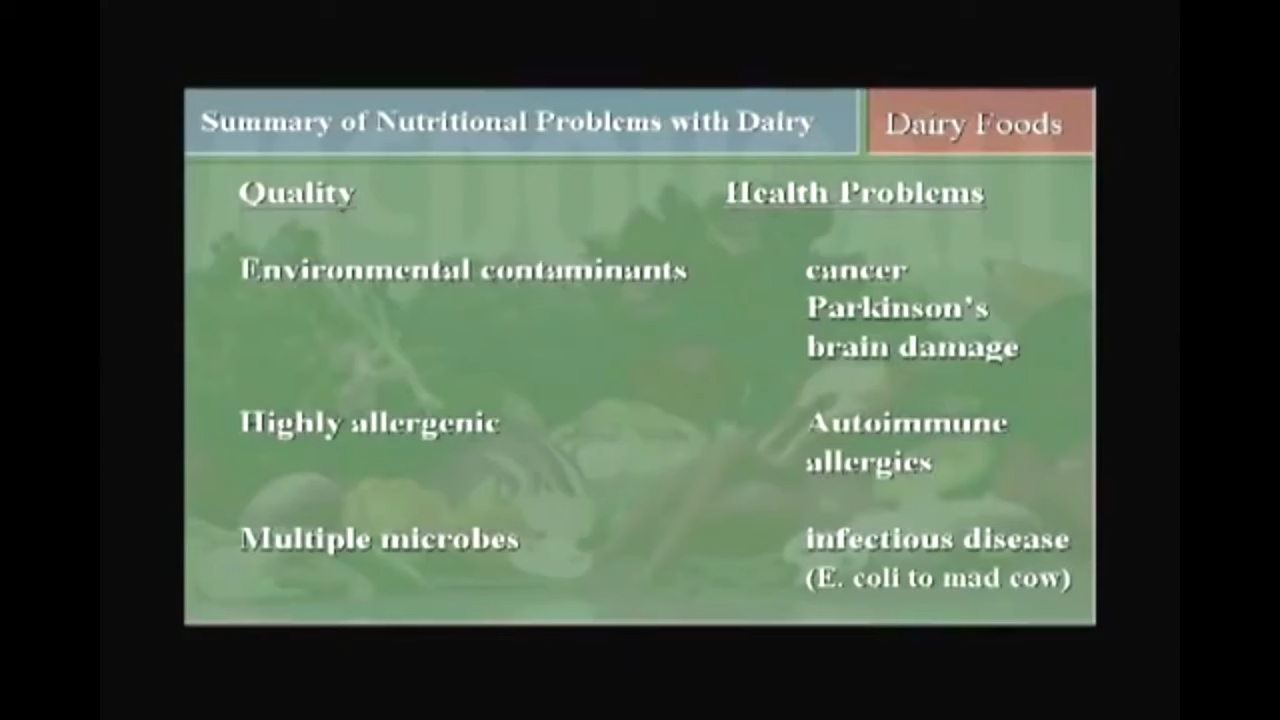 Summary of Nutritional Problems with Dairy
Dairy Foods
Quality
Health Problems
Environmental contaminants
cancer
Parkinson's
brain damage
Highly allergenic
Autoimmune
allergies
Multiple microbes
infectious disease
(E. coli to mad cow)